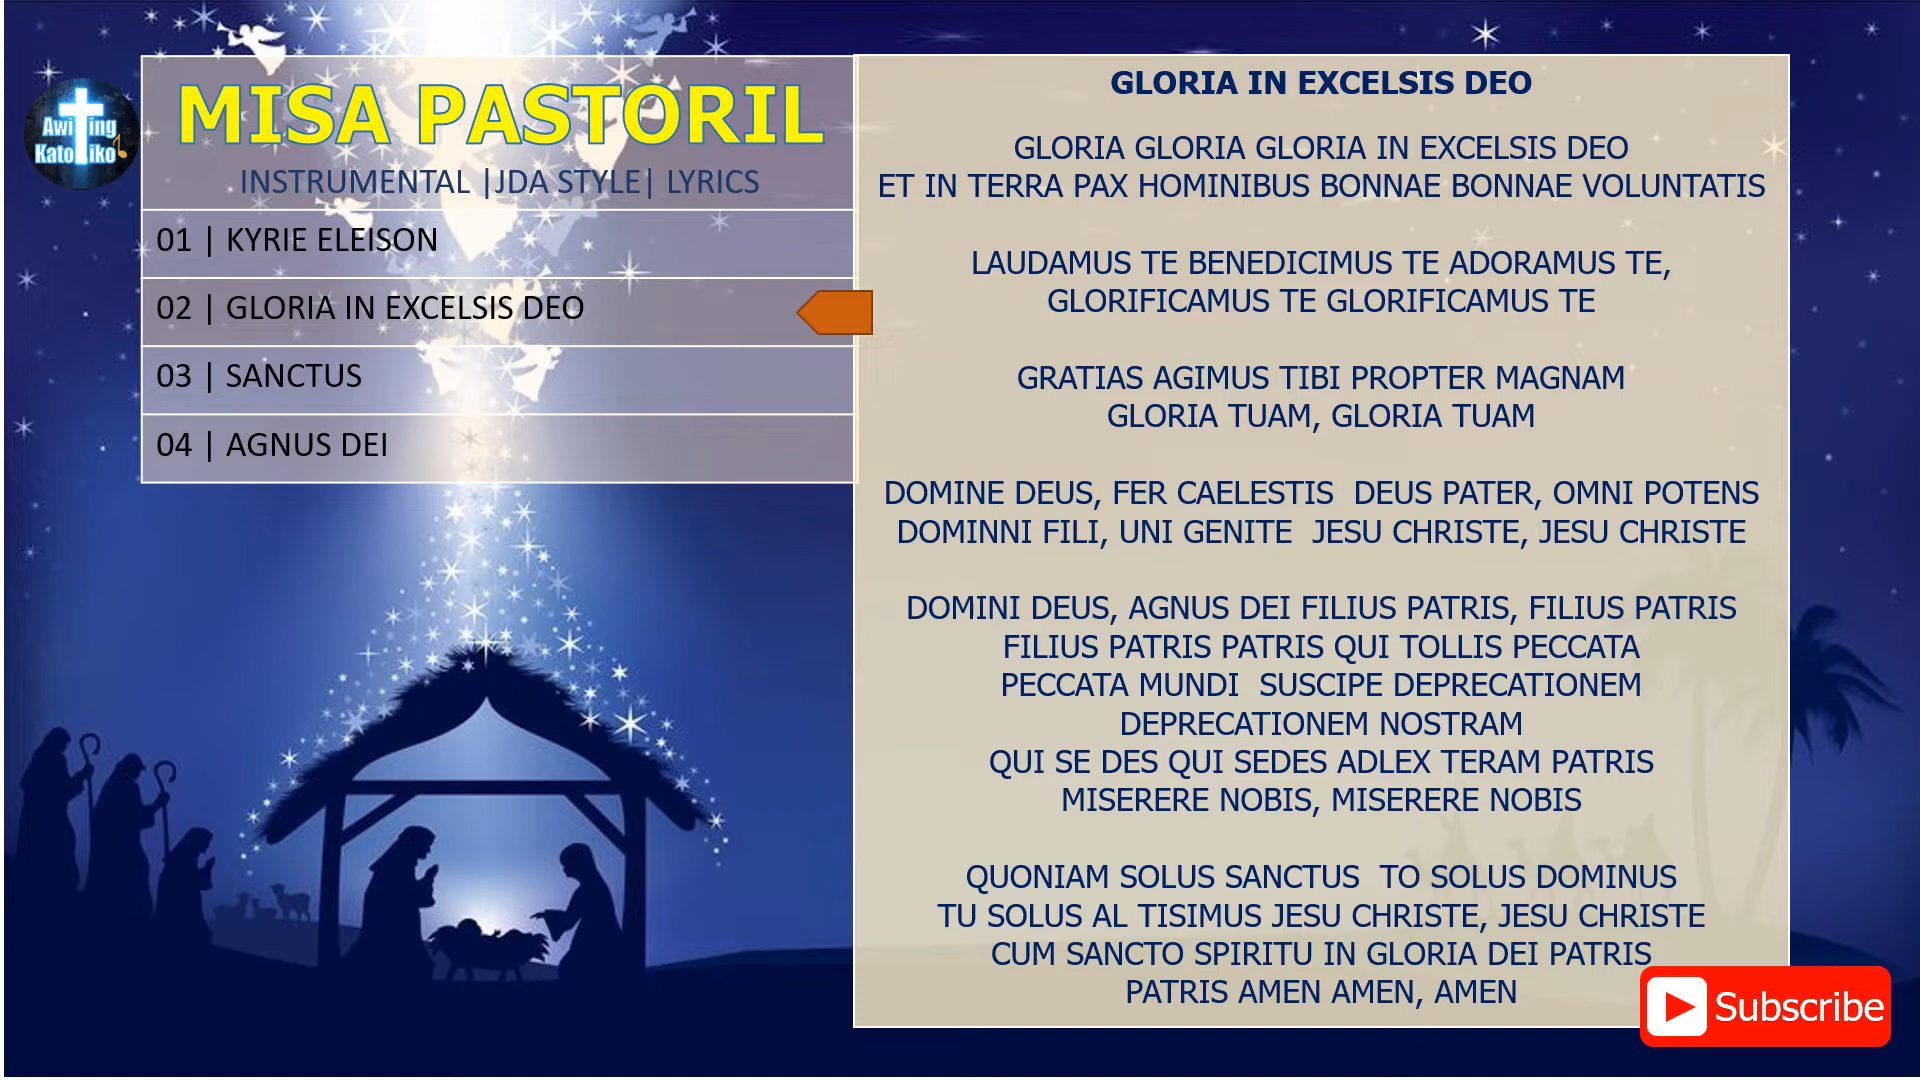 Awiting
Katoliko
MISA PASTORIL
INSTRUMENTAL |JDA STYLE| LYRICS
01 | KYRIE ELEISON
02 | GLORIA IN EXCELSIS DEO
03 | SANCTUS
04 | AGNUS DEI
GLORIA IN EXCELSIS DEO
GLORIA GLORIA GLORIA IN EXCELSIS DEO
ET IN TERRA PAX HOMINIBUS BONNAE BONNAE VOLUNTATIS
LAUDAMUS TE BENEDICIMUS TE ADORAMUS TE,
GLORIFICAMUS TE GLORIFICAMUS TE
GRATIAS AGIMUS TIBI PROPTER MAGNAM
GLORIA TUAM, GLORIA TUAM
DOMINE DEUS, FER CAELESTIS DEUS PATER, OMNI POTENS
DOMINNI FILI, UNI GENITE JESU CHRISTE, JESU CHRISTE
DOMINI DEUS, AGNUS DEI FILIUS PATRIS, FILIUS PATRIS
FILIUS PATRIS PATRIS QUI TOLLIS PECCATA
PECCATA MUNDI SUSCIPE DEPRECATIONEM
DEPRECATIONEM NOSTRAM
QUI SE DES QUI SEDES ADLEX TERAM PATRIS
MISERERE NOBIS, MISERERE NOBIS
QUONIAM SOLUS SANCTUS TO SOLUS DOMINUS
TU SOLUS AL TISIMUS JESU CHRISTE, JESU CHRISTE
CUM SANCTO SPIRITU IN GLORIA DEI PATRIS
PATRIS AMEN AMEN, AMEN
Subscribe